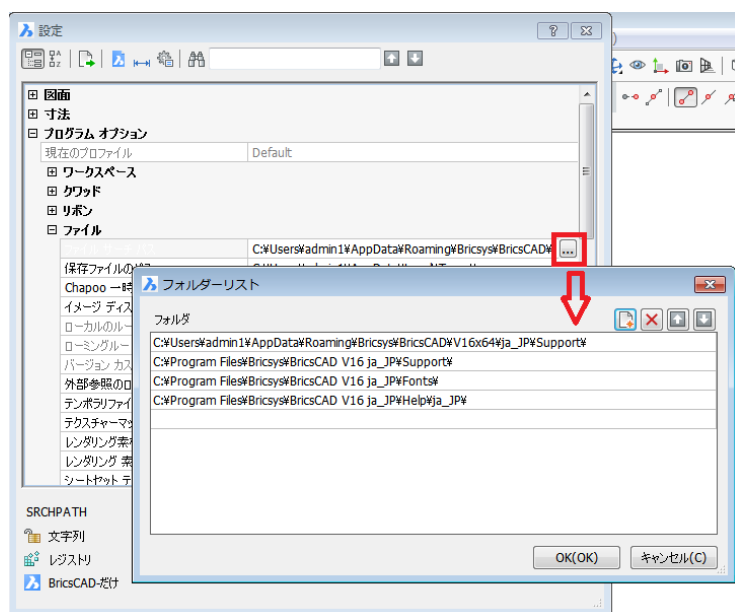 設定
図面
寸法
プログラム オプション
現在のプロファイル Default
ワークスペース
クワッド
リボン
ファイル
C:¥Users¥admin1¥AppData¥Roaming¥Bricsys¥BricsCAD¥ ...
保存ファイルのパス
Chapoo 一時
イメージ ディス
ローカルのルー
ローミングルー
バージョン カス
外部参照のロ
テンポラリファイ
テクスチャーマッ
レンダリング素材
レンダリング 素
シートセット テ
SRCHPATH
文字列
レジストリ
BricsCAD-だけ
フォルダーリスト
フォルダ
C:¥Users¥admin1¥AppData¥Roaming¥Bricsys¥BricsCAD¥V16x64¥ja_JP¥Support¥
C:¥Program Files¥Bricsys¥BricsCAD V16 ja_JP¥Support¥
C:¥Program Files¥Bricsys¥BricsCAD V16 ja_JP¥Fonts¥
C:¥Program Files¥Bricsys¥BricsCAD V16 ja_JP¥Help¥ja_JP¥
OK(OK) キャンセル(C)